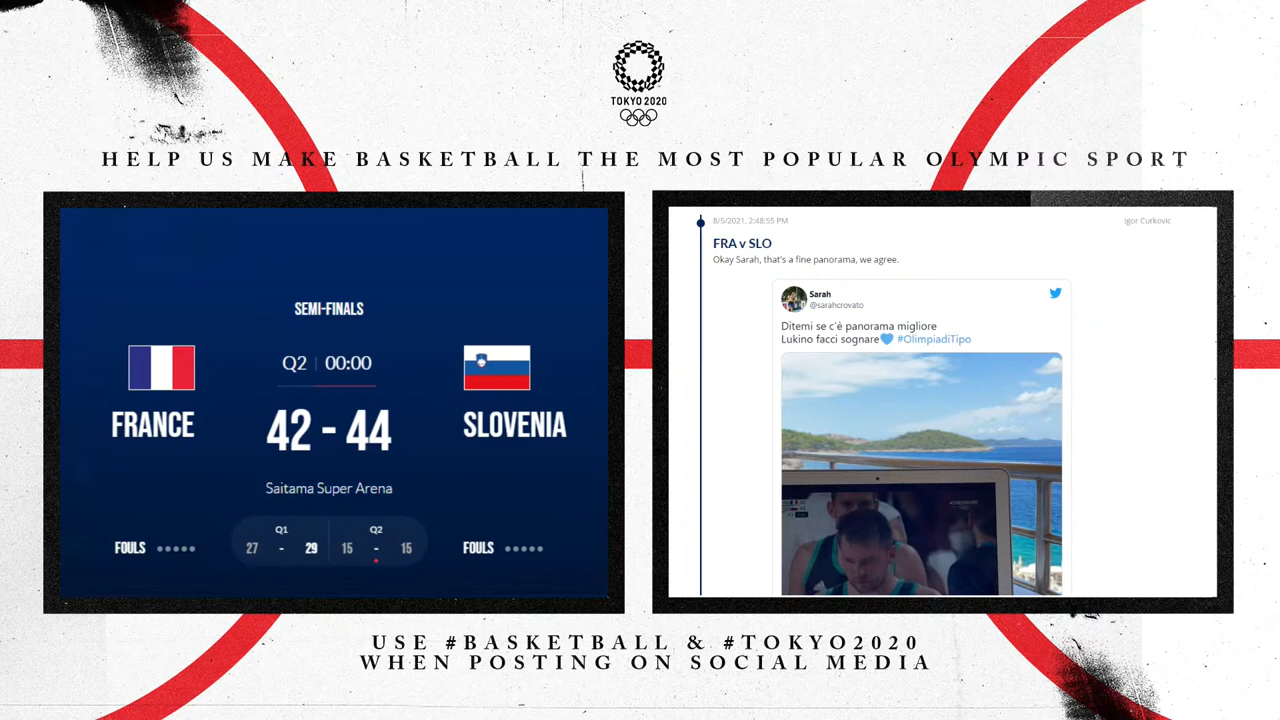 TOKYO 2020
HELP US MAKE BASKETBALL THE MOST POPULAR OLYMPIC SPORT
SEMI-FINALS
Q2 | 00:00
FRANCE
42 - 44
SLOVENIA
Saitama Super Arena
FOULS
Q1
Q2
27 - 29
15 - 15
FOULS
8/5/2021, 2:48:55 PM
Igor Curkovic
FRA v SLO
Okay Sarah, that's a fine panorama, we agree.
Sarah
@sarahcrovato
Ditemi se c'è panorama migliore
Lukino facci sognare💙 #OlimpiadiTipo
USE #BASKETBALL & #TOKYO2020
WHEN POSTING ON SOCIAL MEDIA